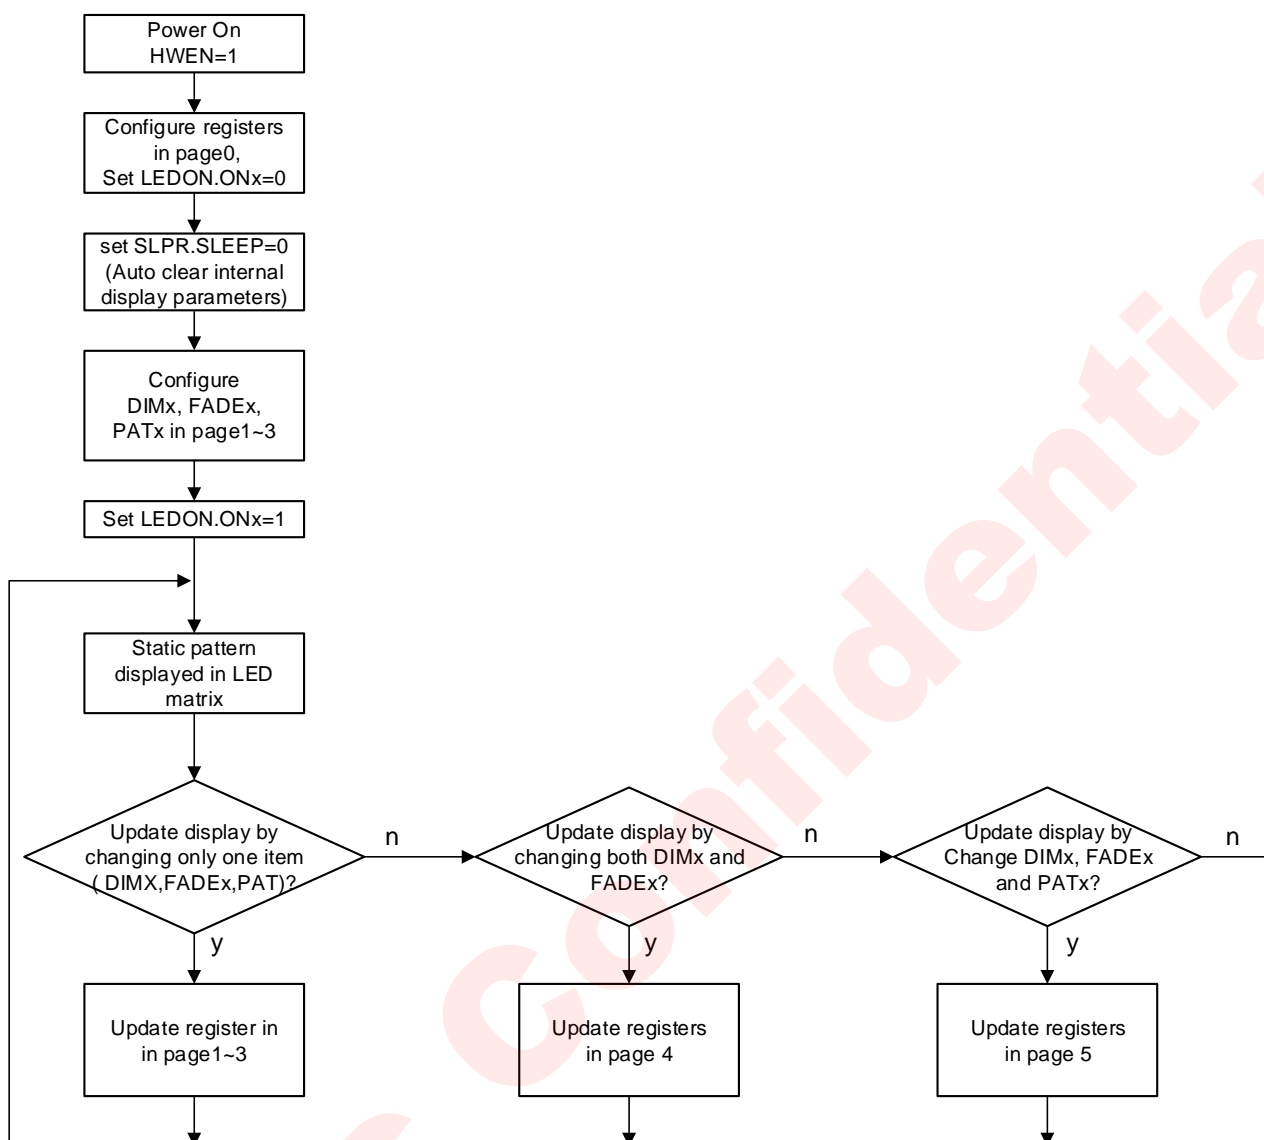 Power On
HWEN=1
Configure registers
in page0,
Set LEDON.ONx=0
set SLPR.SLEEP=0
(Auto clear internal
display parameters)
Configure
DIMx, FADEx,
PATx in page1~3
Set LEDON.ONx=1
Static pattern
displayed in LED
matrix
Update display by
changing only one item
( DIMX,FADEx,PAT)?
n
Update display by
changing both DIMx and
FADEx?
n
Update display by
Change DIMx, FADEx
and PATx?
n
y
y
y
Update register in
in page1~3
Update registers
in page 4
Update registers
in page 5
Confidential